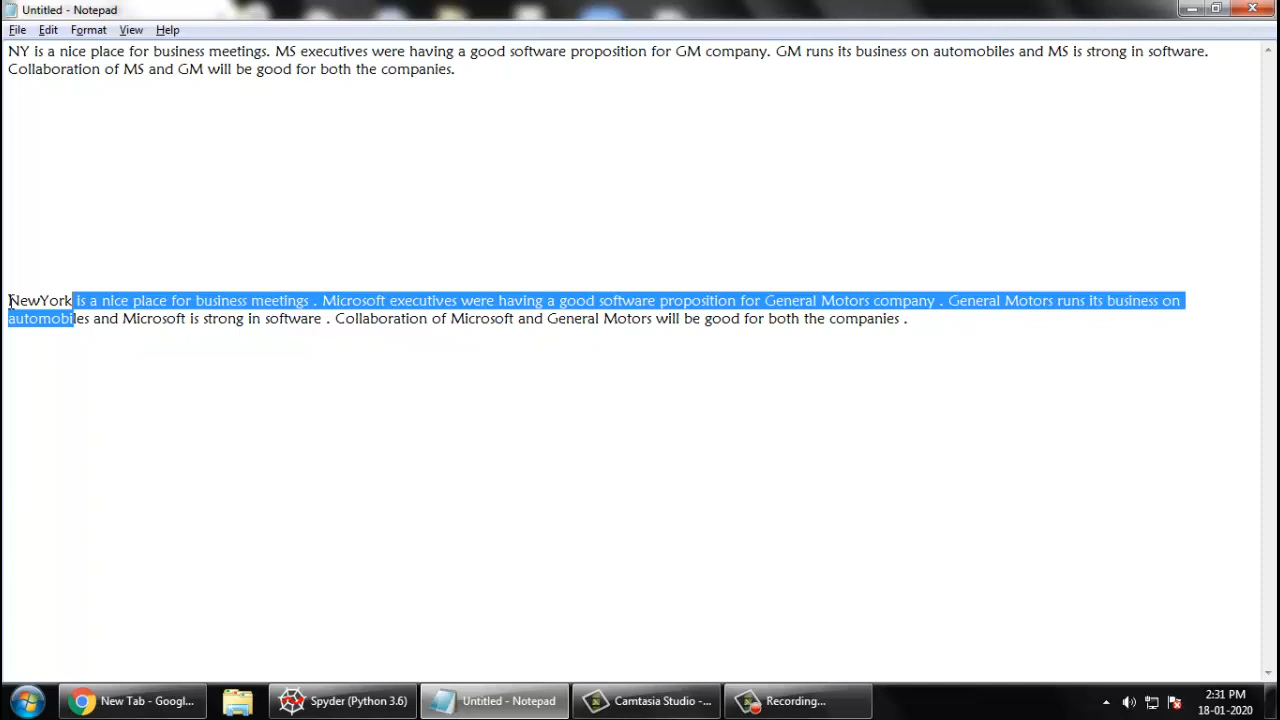 Untitled - Notepad
File Edit Format View Help
NY is a nice place for business meetings. MS executives were having a good software proposition for GM company. GM runs its business on automobiles and MS is strong in software.
Collaboration of MS and GM will be good for both the companies.
NewYork is a nice place for business meetings . Microsoft executives were having a good software proposition for General Motors company . General Motors runs its business on
automobiles and Microsoft is strong in software . Collaboration of Microsoft and General Motors will be good for both the companies .
New Tab - Googl... Spyder (Python 3.6) Untitled - Notepad Camtasia Studio -... Recording... 2:31 PM
18-01-2020